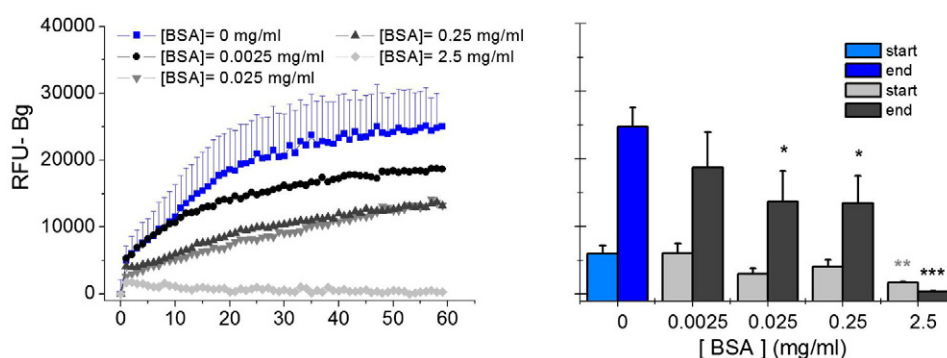 40000
30000
20000
10000
0
RFU- Bg
[BSA]= 0 mg/ml
[BSA]= 0.0025 mg/ml
[BSA]= 0.025 mg/ml
[BSA]= 0.25 mg/ml
[BSA]= 2.5 mg/ml
0 10 20 30 40 50 60
start
end
start
end
* * ** ***
0 0.0025 0.025 0.25 2.5
[ BSA ] (mg/ml)